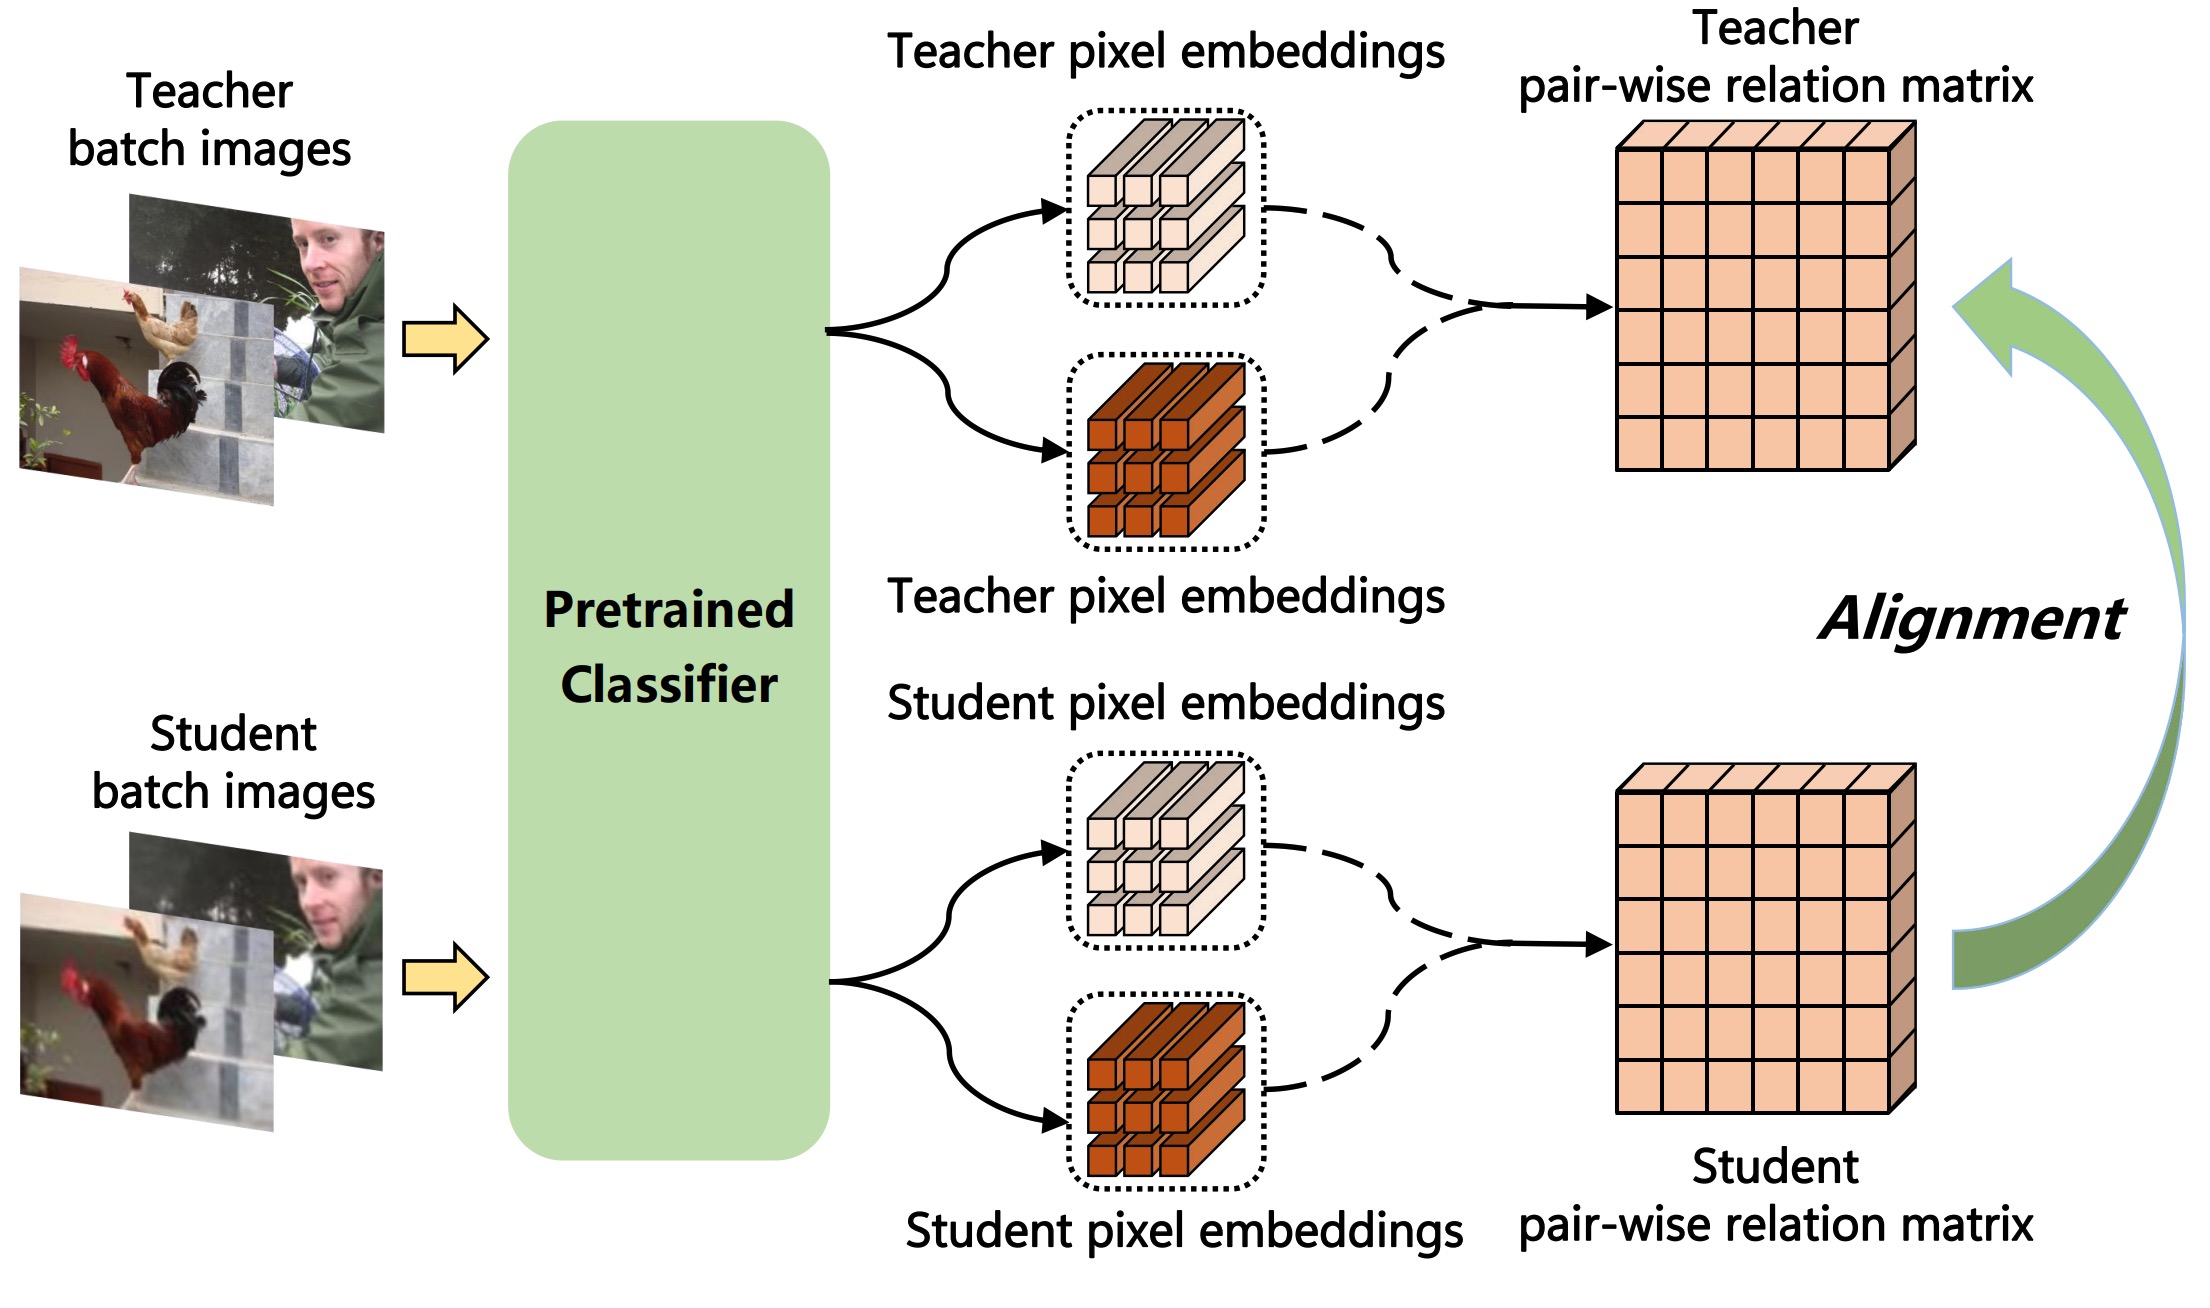 Teacher
batch images
Teacher pixel embeddings
Teacher
pair-wise relation matrix
Teacher pixel embeddings
Pretrained
Classifier
Alignment
Student
batch images
Student pixel embeddings
Student pixel embeddings
Student
pair-wise relation matrix